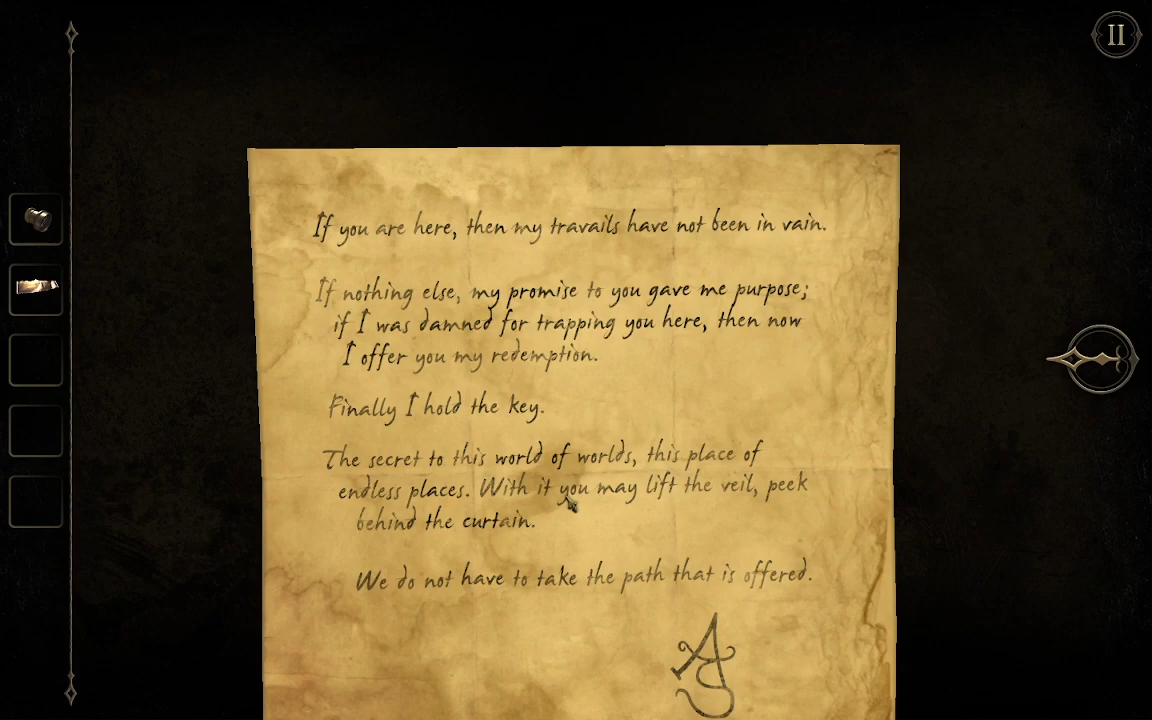 II
If you are here, then my travails have not been in vain.
If nothing else, my promise to you gave me purpose;
if I was damned for trapping you here, then now
I offer you my redemption.
Finally I hold the key.
The secret to this world of worlds, this place of
endless places. With it you may lift the veil, peek
behind the curtain.
We do not have to take the path that is offered.
AS